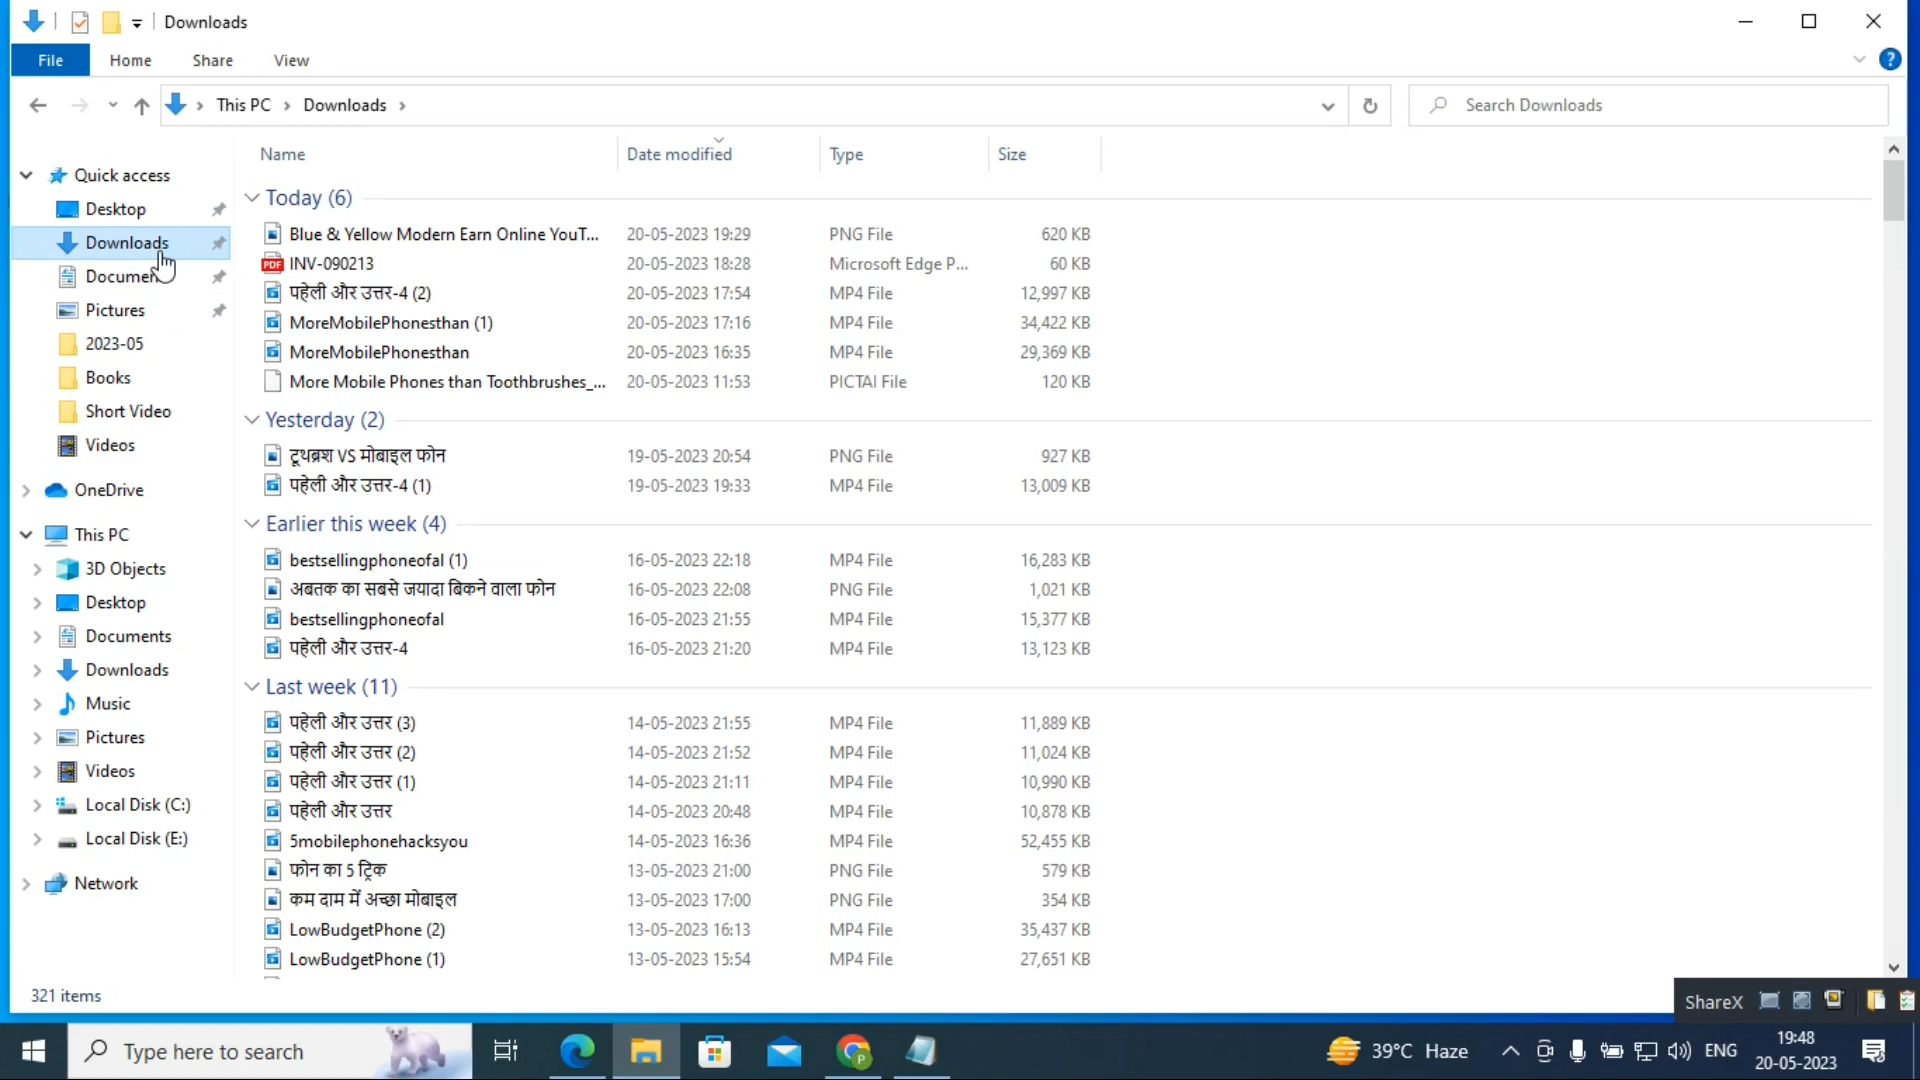 Downloads
File Home Share View
This PC Downloads Search Downloads
Name Date modified Type Size
Quick access
Desktop
Downloads
Documen
Pictures
2023-05
Books
Short Video
Videos
OneDrive
This PC
3D Objects
Desktop
Documents
Downloads
Music
Pictures
Videos
Local Disk (C:)
Local Disk (E:)
Network
Today (6)
Blue & Yellow Modern Earn Online YouT... 20-05-2023 19:29 PNG File 620 KB
PDF INV-090213 20-05-2023 18:28 Microsoft Edge P... 60 KB
पहेली और उत्तर-4 (2) 20-05-2023 17:54 MP4 File 12,997 KB
MoreMobilePhonesthan (1) 20-05-2023 17:16 MP4 File 34,422 KB
MoreMobilePhonesthan 20-05-2023 16:35 MP4 File 29,369 KB
More Mobile Phones than Toothbrushes_... 20-05-2023 11:53 PICTAI File 120 KB
Yesterday (2)
टूथब्रश VS मोबाइल फोन 19-05-2023 20:54 PNG File 927 KB
पहेली और उत्तर-4 (1) 19-05-2023 19:33 MP4 File 13,009 KB
Earlier this week (4)
bestsellingphoneofal (1) 16-05-2023 22:18 MP4 File 16,283 KB
अबतक का सबसे जयादा बिकने वाला फोन 16-05-2023 22:08 PNG File 1,021 KB
bestsellingphoneofal 16-05-2023 21:55 MP4 File 15,377 KB
पहेली और उत्तर-4 16-05-2023 21:20 MP4 File 13,123 KB
Last week (11)
पहेली और उत्तर (3) 14-05-2023 21:55 MP4 File 11,889 KB
पहेली और उत्तर (2) 14-05-2023 21:52 MP4 File 11,024 KB
पहेली और उत्तर (1) 14-05-2023 21:11 MP4 File 10,990 KB
पहेली और उत्तर 14-05-2023 20:48 MP4 File 10,878 KB
5mobilephonehacksyou 14-05-2023 16:36 MP4 File 52,455 KB
फोन का 5 ट्रिक 13-05-2023 21:00 PNG File 579 KB
कम दाम में अच्छा मोबाइल 13-05-2023 17:00 PNG File 354 KB
LowBudgetPhone (2) 13-05-2023 16:13 MP4 File 35,437 KB
LowBudgetPhone (1) 13-05-2023 15:54 MP4 File 27,651 KB
321 items
ShareX
Type here to search 39°C Haze ENG 19:48
20-05-2023